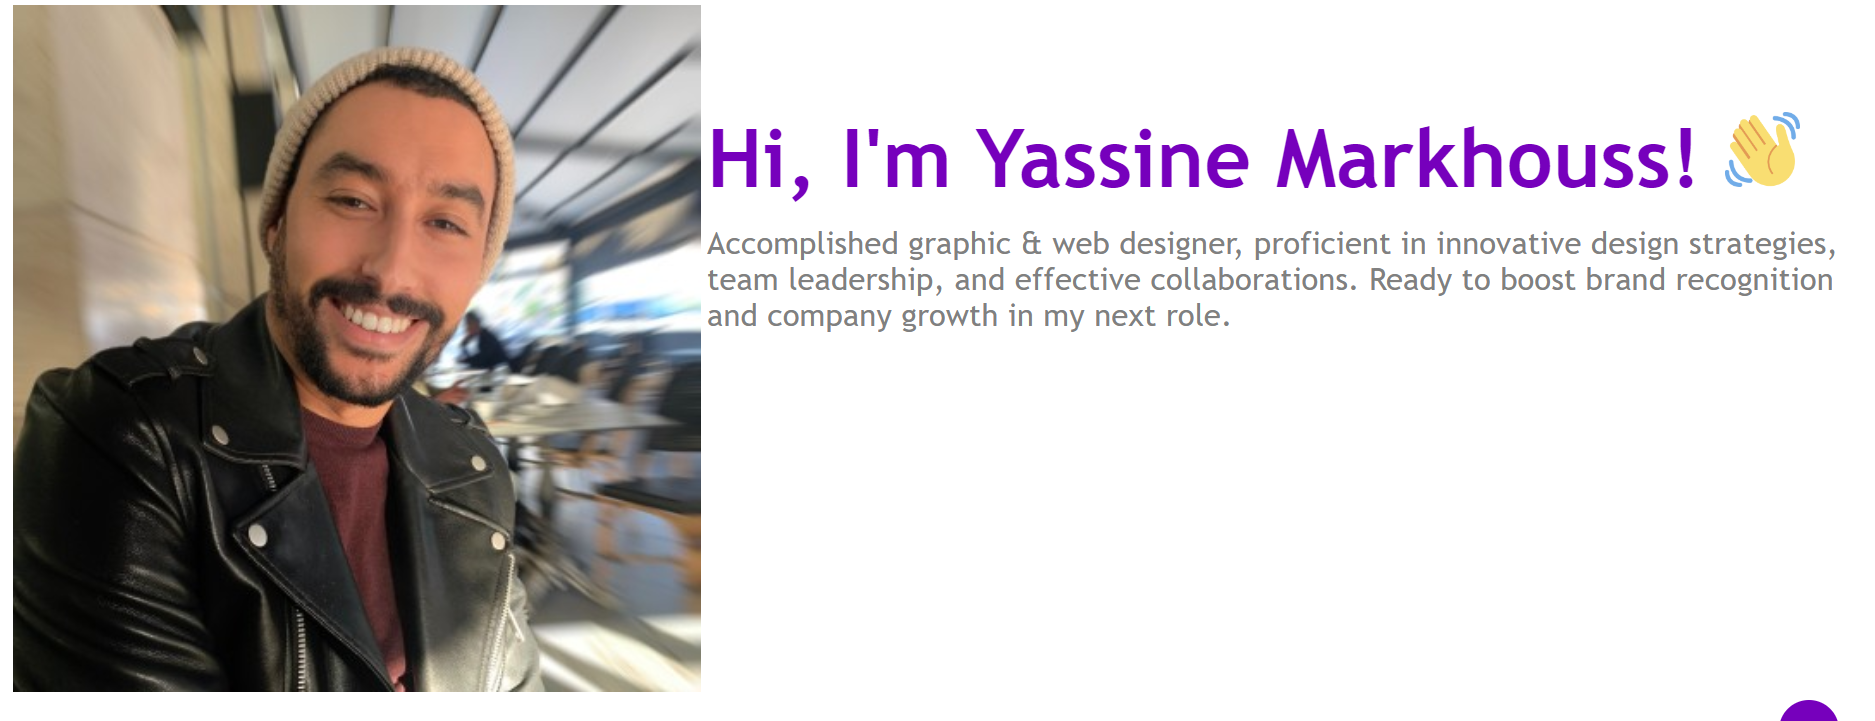 Hi, I'm Yassine Markhouss! 👋
Accomplished graphic & web designer, proficient in innovative design strategies,
team leadership, and effective collaborations. Ready to boost brand recognition
and company growth in my next role.